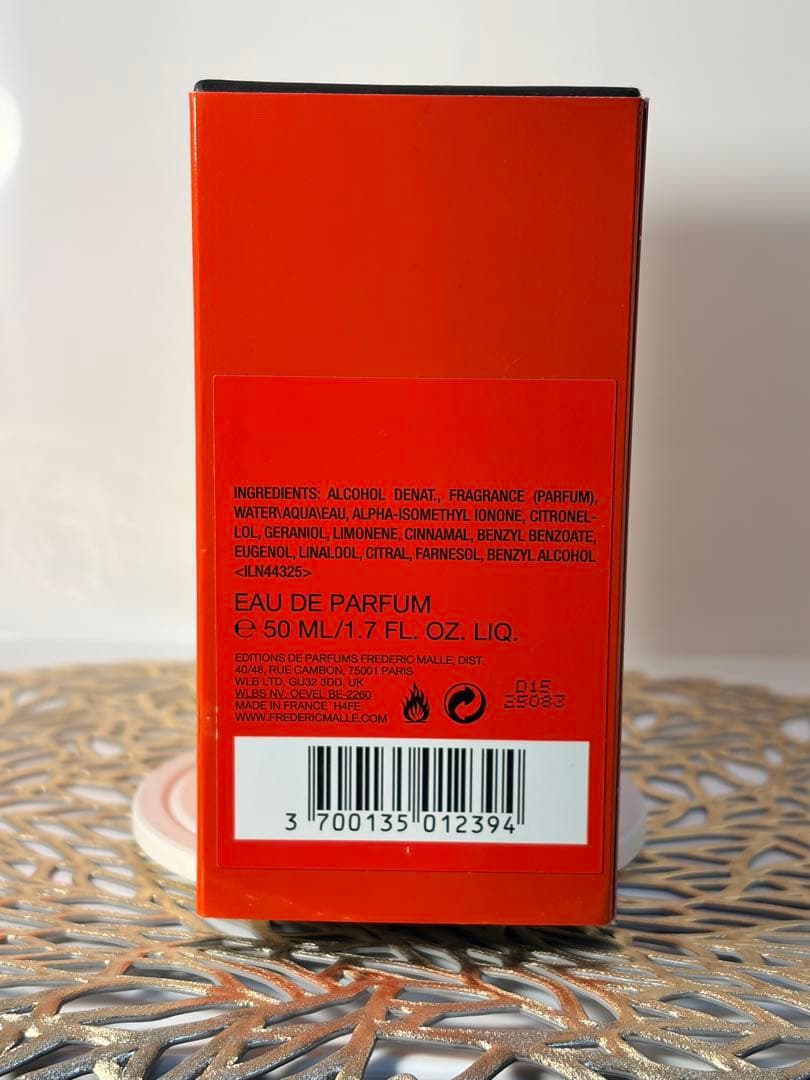 INGREDIENTS: ALCOHOL DENAT., FRAGRANCE (PARFUM),
WATER\AQUA\EAU, ALPHA-ISOMETHYL IONONE, CITRONEL-
LOL, GERANIOL, LIMONENE, CINNAMAL, BENZYL BENZOATE,
EUGENOL, LINALOOL, CITRAL, FARNESOL, BENZYL ALCOHOL
<ILN44325>
EAU DE PARFUM
℮ 50 ML/1.7 FL. OZ. LIQ.
EDITIONS DE PARFUMS FREDERIC MALLE, DIST.
40/48, RUE CAMBON, 75001 PARIS
WLB LTD, GU32 3DD, UK
WLBS NV. OEVEL BE-2260
MADE IN FRANCE H4FE
WWW.FREDERICMALLE.COM
D15
25083
3 700135 012394